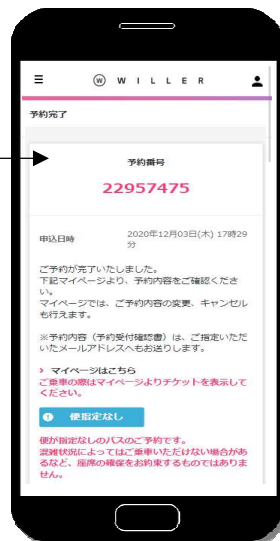 WILLER
予約完了
予約番号
22957475
申込日時
2020年12月03日(木) 17時29
分
ご予約が完了いたしました。
下記マイページより、予約内容をご確認くださ
い。
マイページでは、ご予約内容の変更、キャンセル
も行えます。
※予約内容（予約受付確認書）は、ご指定いただ
いたメールアドレスへもお送りします。
> マイページはこちら
ご乗車の際はマイページよりチケットを表示して
ください。
便指定なし
便が指定なしのバスのご予約です。
混雑状況によってはご乗車いただけない場合があ
るなど、座席の確保をお約束するものではありま
せん。